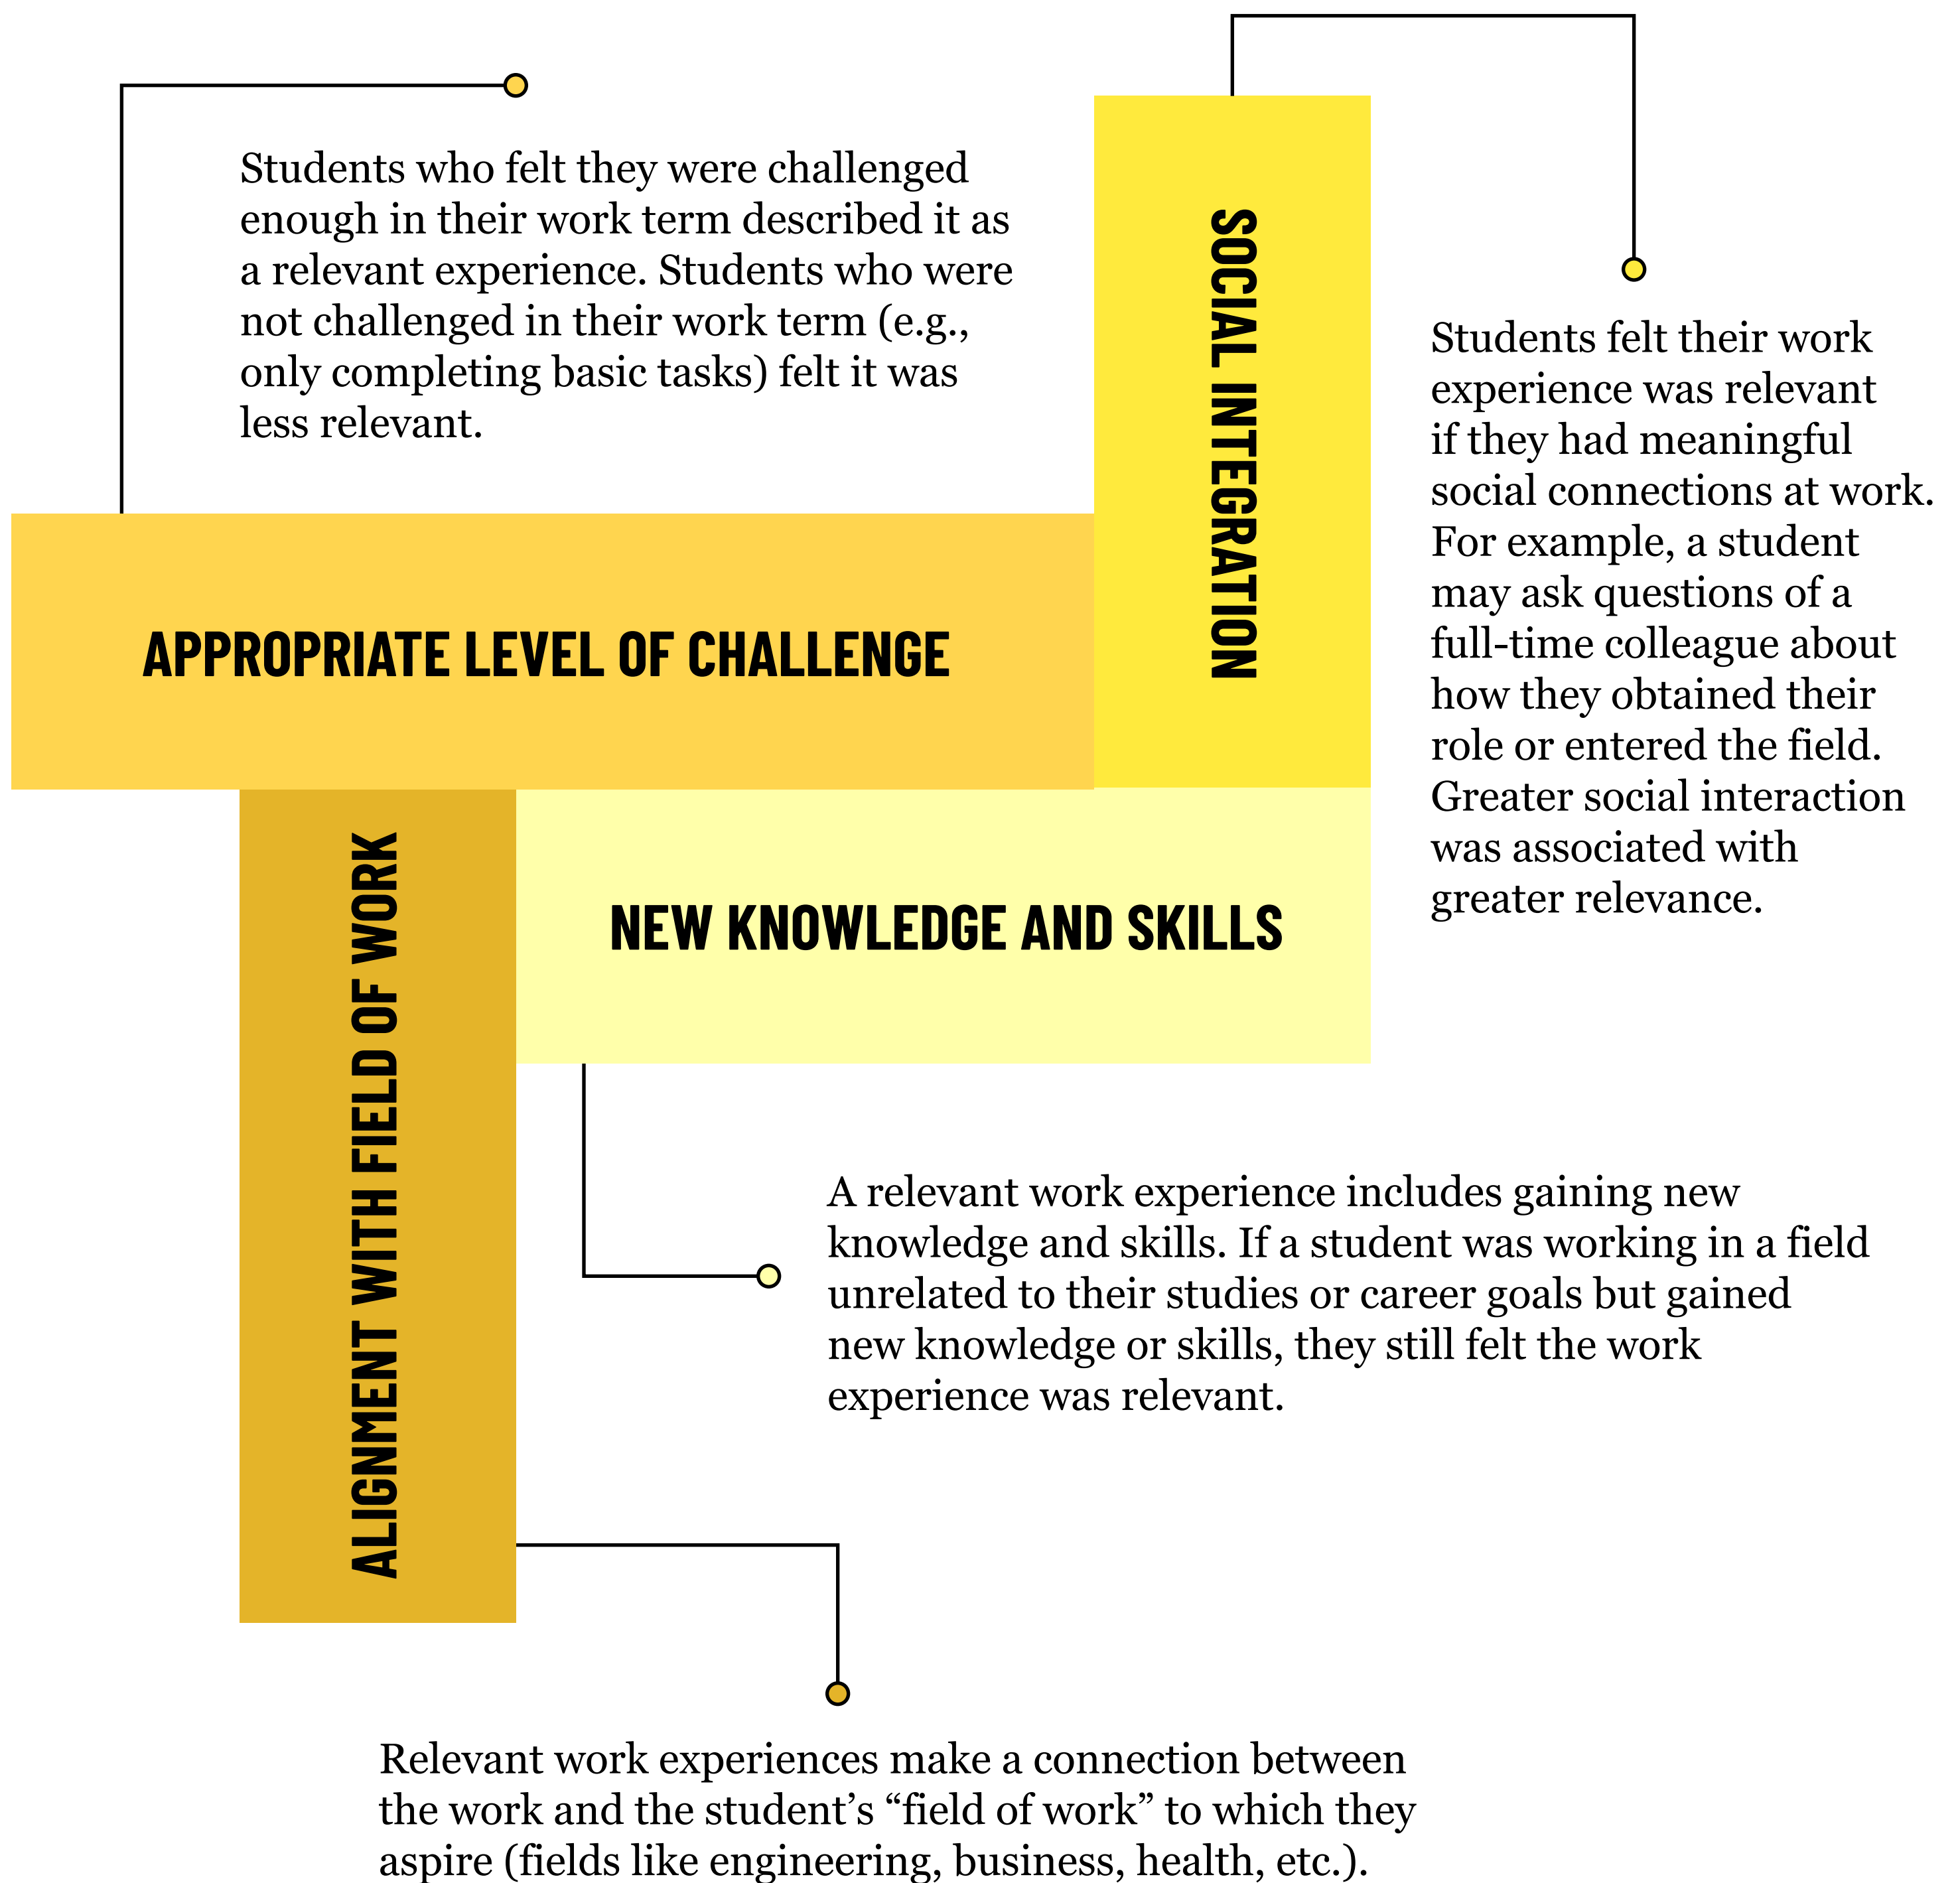 Students who felt they were challenged
enough in their work term described it as
a relevant experience. Students who were
not challenged in their work term (e.g.,
only completing basic tasks) felt it was
less relevant.
APPROPRIATE LEVEL OF CHALLENGE
SOCIAL INTEGRATION
Students felt their work
experience was relevant
if they had meaningful
social connections at work.
For example, a student
may ask questions of a
full-time colleague about
how they obtained their
role or entered the field.
Greater social interaction
was associated with
greater relevance.
NEW KNOWLEDGE AND SKILLS
A relevant work experience includes gaining new
knowledge and skills. If a student was working in a field
unrelated to their studies or career goals but gained
new knowledge or skills, they still felt the work
experience was relevant.
ALIGNMENT WITH FIELD OF WORK
Relevant work experiences make a connection between
the work and the student’s “field of work” to which they
aspire (fields like engineering, business, health, etc.).